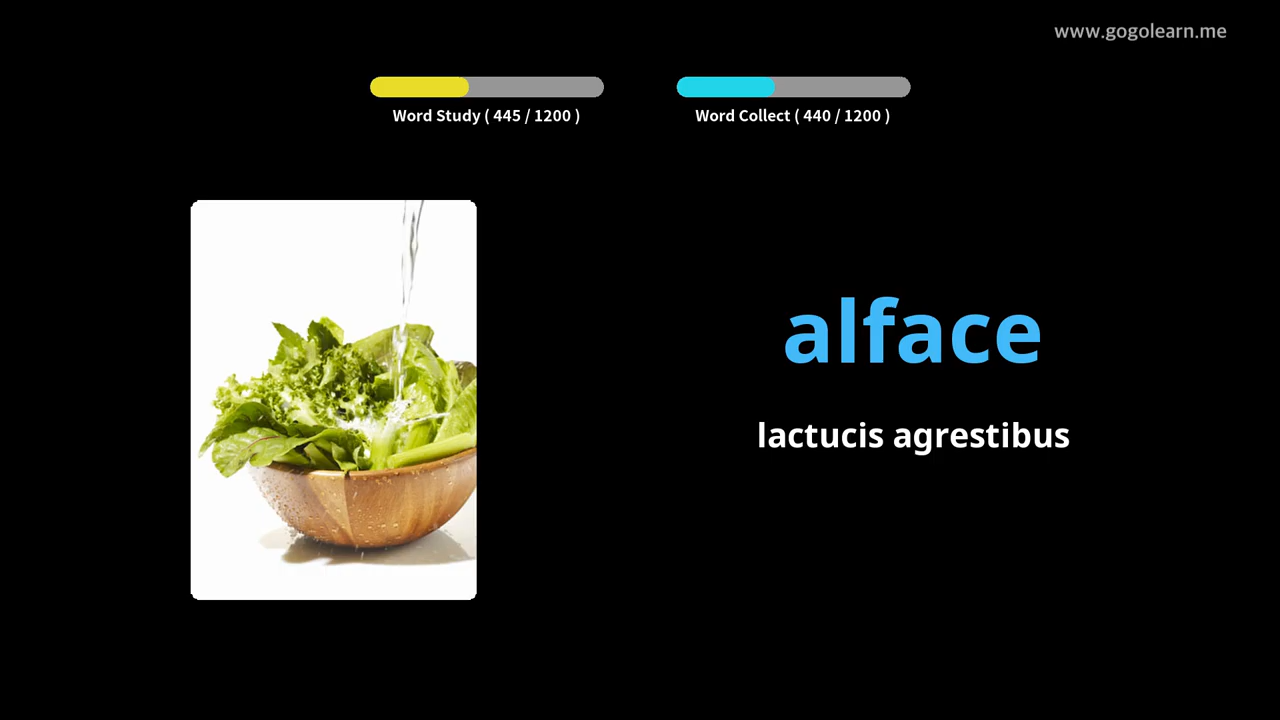 www.gogolearn.me
Word Study ( 445 / 1200 )
Word Collect ( 440 / 1200 )
alface
lactucis agrestibus